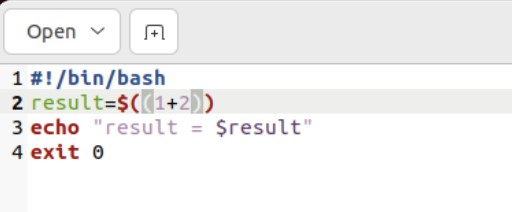 Open
1 #!/bin/bash
2 result=$((1+2))
3 echo "result = $result"
4 exit 0